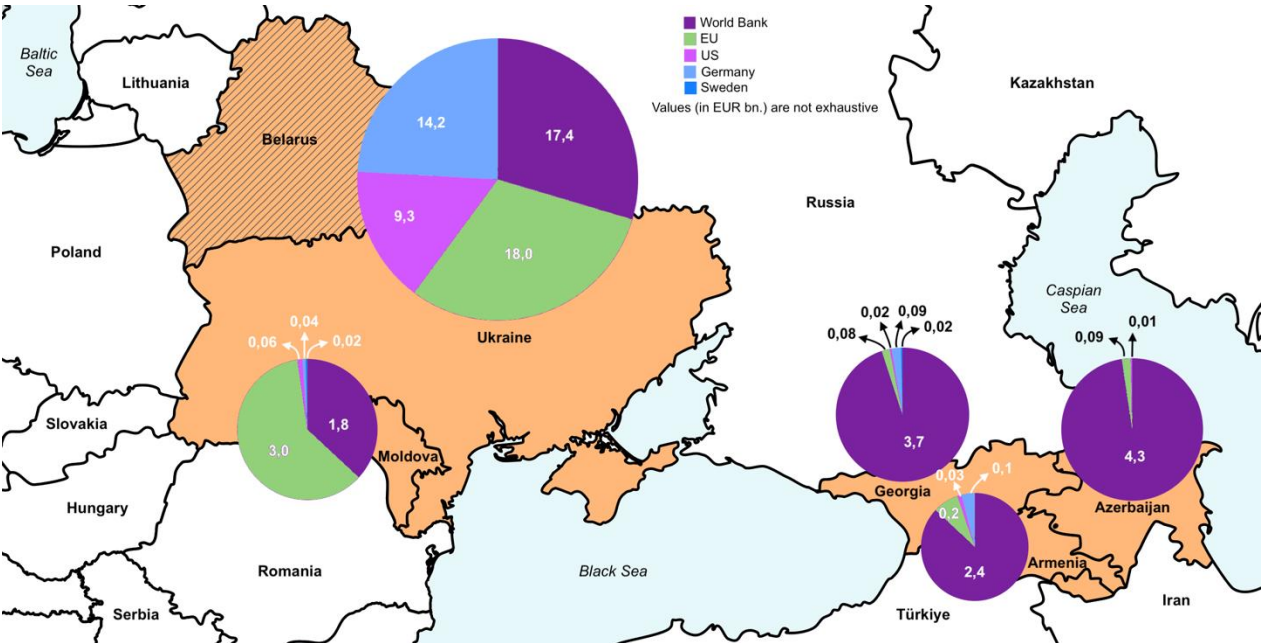 World Bank
EU
US
Germany
Sweden
Values (in EUR bn.) are not exhaustive
Baltic
Sea
Lithuania
Kazakhstan
Belarus
14,2
17,4
9,3
18,0
Russia
Poland
Caspian
Sea
Ukraine
0,04
0,06
0,02
0,02
0,09
0,08
0,02
0,01
0,09
Slovakia
1,8
3,0
Moldova
3,7
4,3
Hungary
Georgia
0,03
0,1
0,2
Azerbaijan
Romania
Black Sea
2,4
Armenia
Serbia
Türkiye
Iran